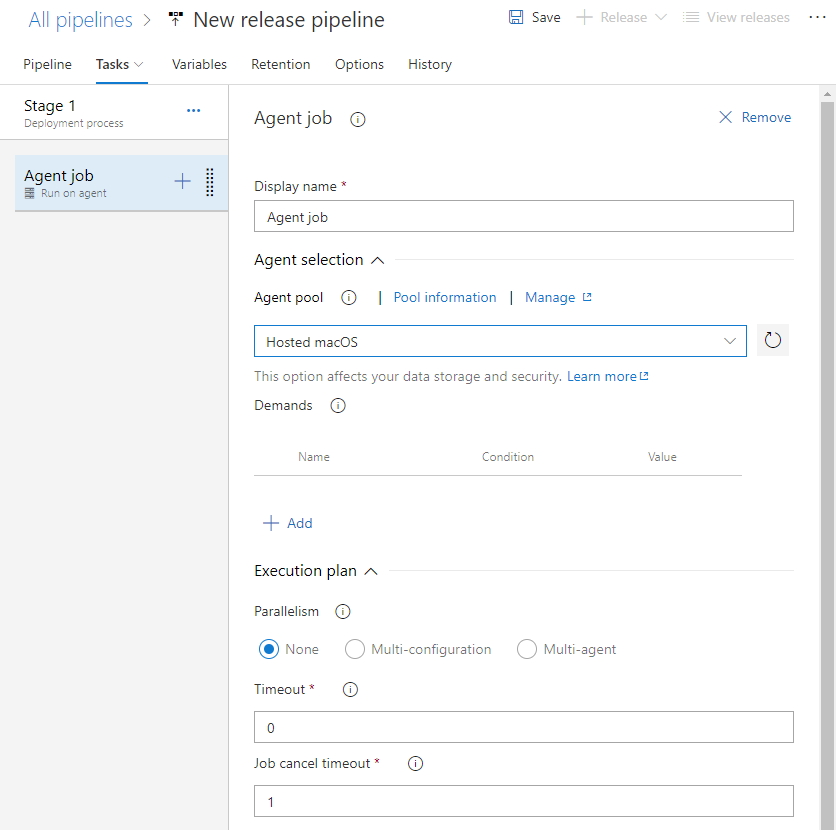 All pipelines > New release pipeline Save Release View releases ...
Pipeline Tasks Variables Retention Options History
Stage 1 ...
Deployment process
Agent job
Run on agent
Agent job Remove
Display name *
Agent job
Agent selection
Agent pool | Pool information | Manage
Hosted macOS
This option affects your data storage and security. Learn more
Demands
Name Condition Value
+ Add
Execution plan
Parallelism
None Multi-configuration Multi-agent
Timeout *
0
Job cancel timeout *
1